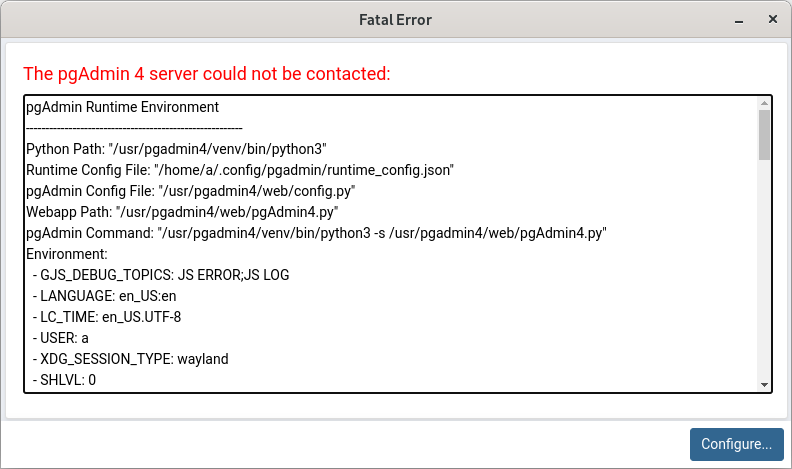 Fatal Error
The pgAdmin 4 server could not be contacted:
pgAdmin Runtime Environment
--------------------------------------------------------
Python Path: "/usr/pgadmin4/venv/bin/python3"
Runtime Config File: "/home/a/.config/pgadmin/runtime_config.json"
pgAdmin Config File: "/usr/pgadmin4/web/config.py"
Webapp Path: "/usr/pgadmin4/web/pgAdmin4.py"
pgAdmin Command: "/usr/pgadmin4/venv/bin/python3 -s /usr/pgadmin4/web/pgAdmin4.py"
Environment:
- GJS_DEBUG_TOPICS: JS ERROR;JS LOG
- LANGUAGE: en_US:en
- LC_TIME: en_US.UTF-8
- USER: a
- XDG_SESSION_TYPE: wayland
- SHLVL: 0
Configure...